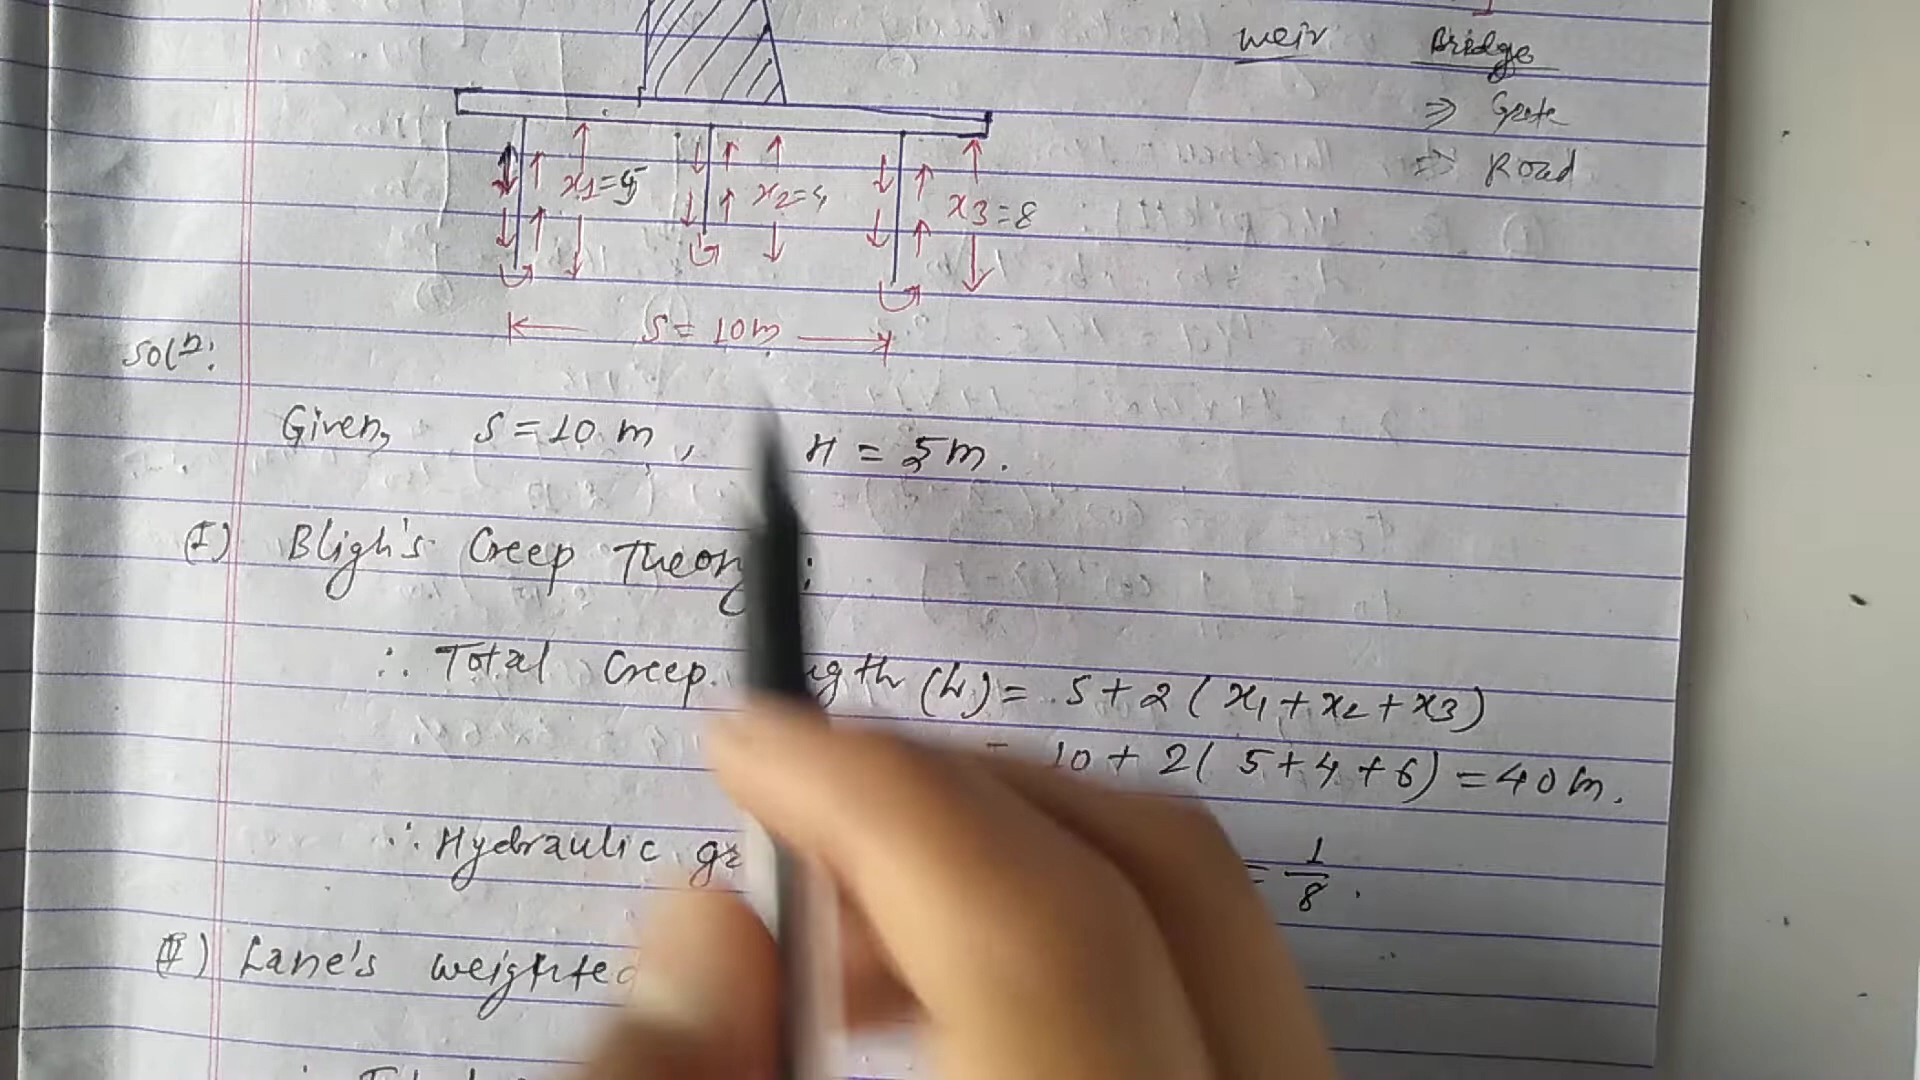 weir Bridge
⇒ Gate
⇒ Road
x1=5 x2=4 x3=8
S = 10m
Solⁿ:
Given, S = 10 m, H = 5m.
(I) Bligh's Creep Theory:
∴ Total Creep (L) = S + 2 (x1 + x2 + x3)
= 10 + 2 ( 5 + 4 + 6) = 40 m.
∴ Hydraulic = 1/8.
(II) Lane's weighted